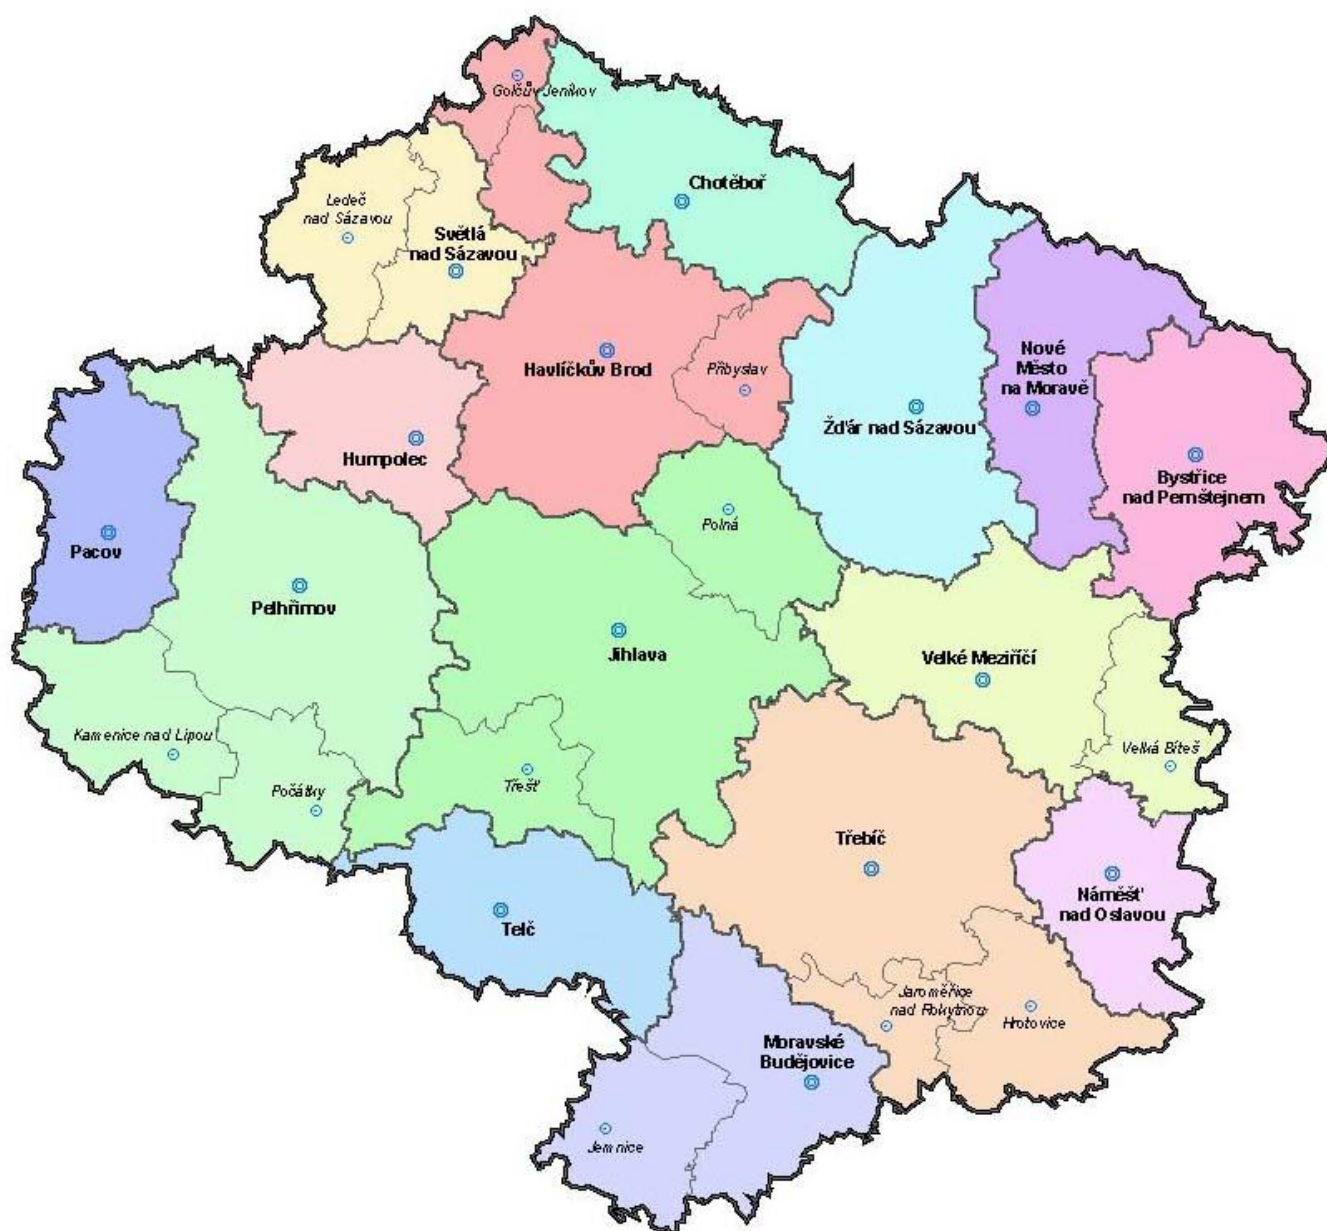 Golčův Jeníkov
Chotěboř
Ledeč
nad Sázavou
Světlá
nad Sázavou
Havlíčkův Brod
Přibyslav
Nové
Město
na Moravě
Žďár nad Sázavou
Humpolec
Bystřice
nad Pernštejnem
Polná
Pacov
Pelhřimov
Jihlava
Velké Meziříčí
Kamenice nad Lipou
Velká Bíteš
Počátky
Třešť
Třebíč
Náměšť
nad Oslavou
Telč
Jaroměřice
nad Rokytnou
Hrotovice
Moravské
Budějovice
Jemnice